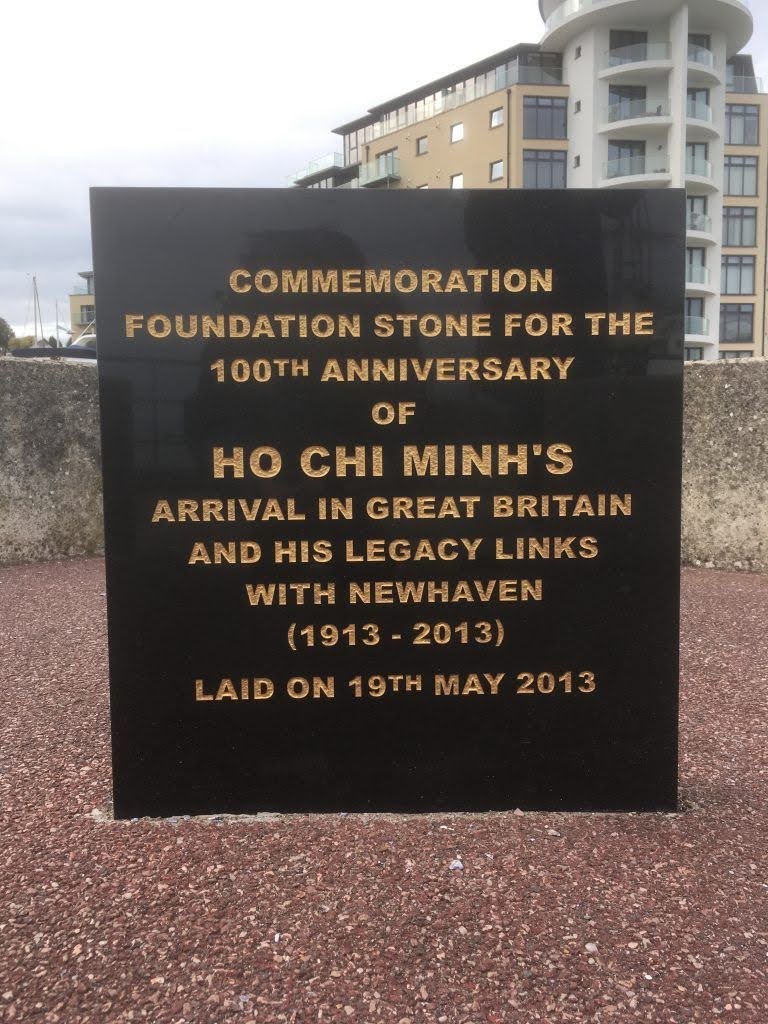 COMMEMORATION
FOUNDATION STONE FOR THE
100TH ANNIVERSARY
OF
HO CHI MINH'S
ARRIVAL IN GREAT BRITAIN
AND HIS LEGACY LINKS
WITH NEWHAVEN
(1913 - 2013)
LAID ON 19TH MAY 2013